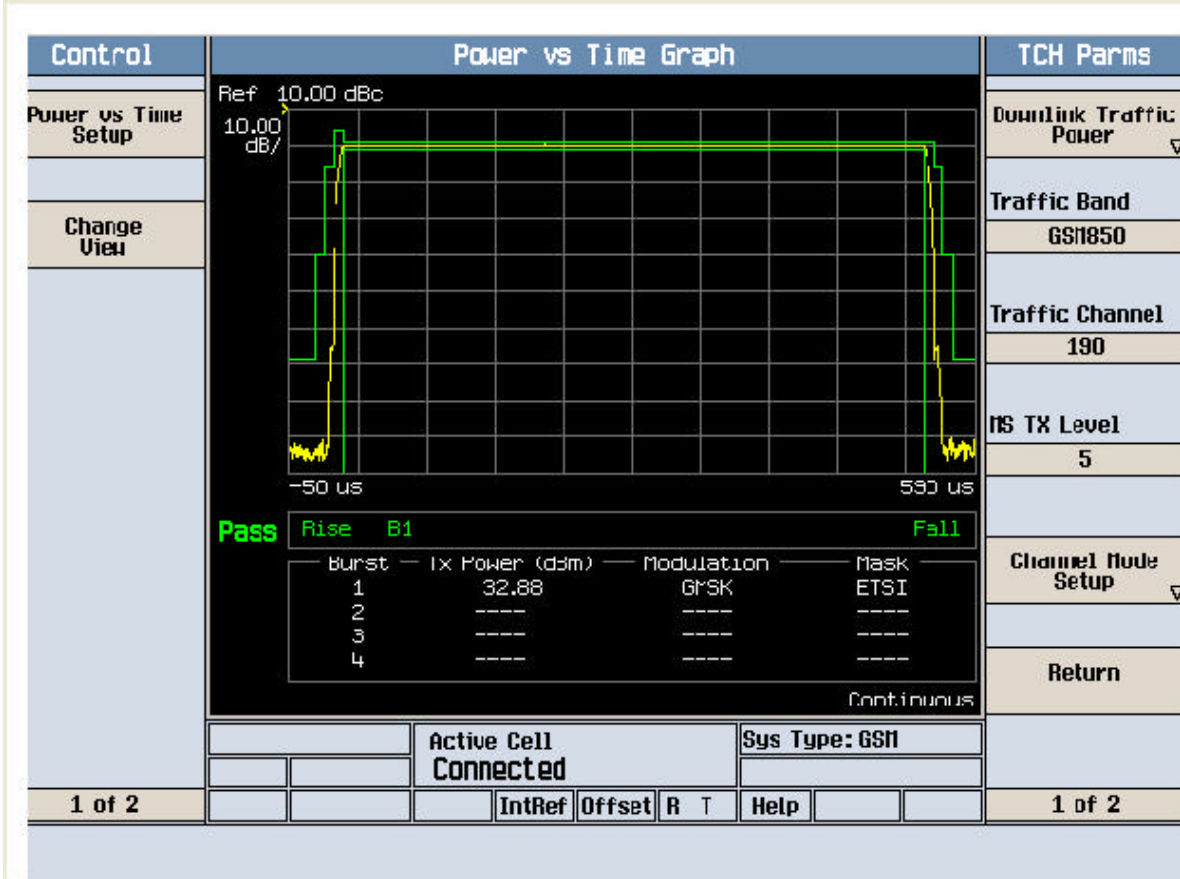 Control
Power vs Time Graph
TCH Parms
Power vs Time
Setup
Change
View
1 of 2
Ref 10.00 dBc
10.00
dB/
-50 us
590 us
Pass
Rise B1
Fall
Burst Tx Power (dBm) Modulation Mask
1 32.88 GMSK ETSI
2 ---- ---- ----
3 ---- ---- ----
4 ---- ---- ----
Continuous
Active Cell
Connected
Sys Type: GSM
IntRef Offset R T Help
Downlink Traffic
Power
Traffic Band
GSM850
Traffic Channel
190
MS TX Level
5
Channel Mode
Setup
Return
1 of 2